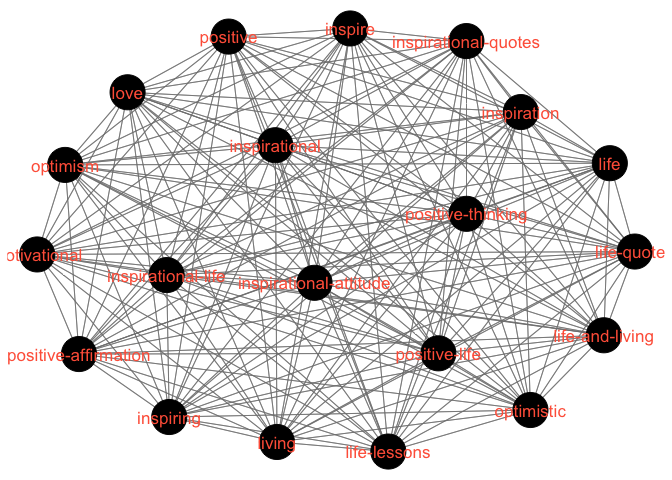 inspire
positive
inspirational-quotes
love
inspiration
inspirational
optimism
life
positive-thinking
life-quote
otivational
inspirational-life
inspirational-attitude
life-and-living
positive-affirmation
positive-life
optimistic
inspiring
living
life-lessons